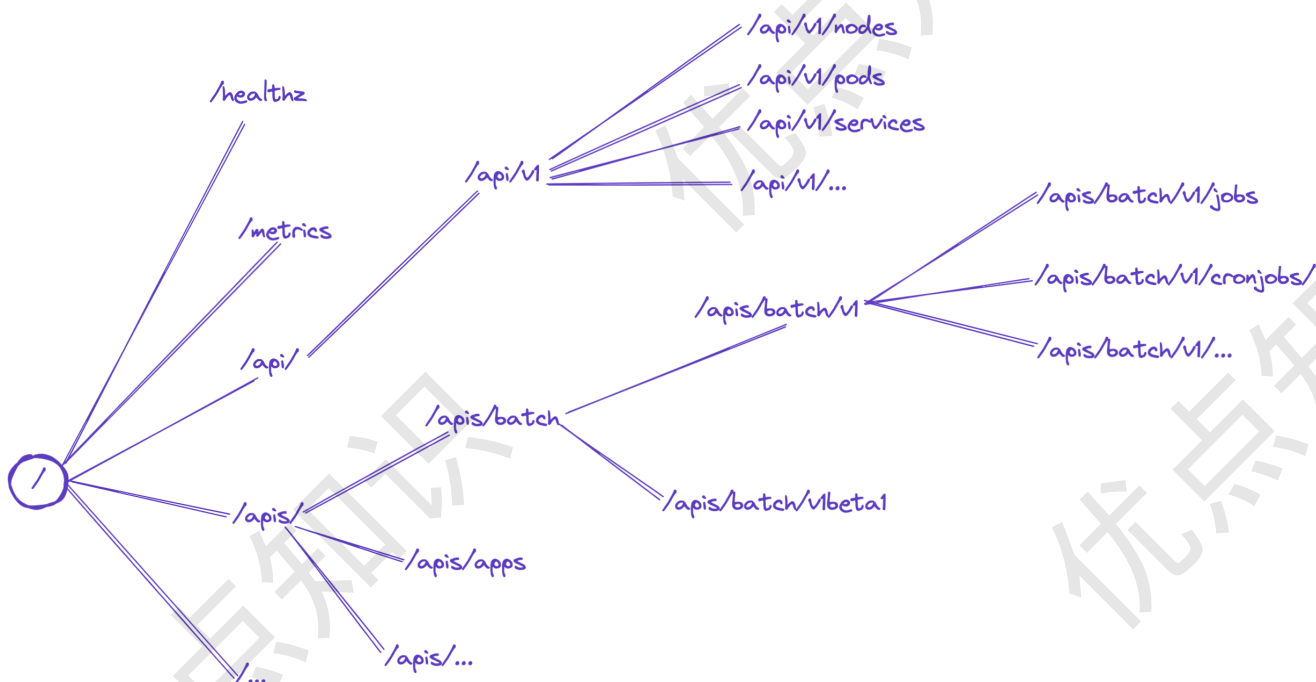 /api/v1/nodes
/api/v1/pods
/healthz
/api/v1/services
/api/v1
/api/v1/...
/apis/batch/v1/jobs
/metrics
/apis/batch/v1/cronjobs/
/apis/batch/v1
/apis/batch/v1/...
/api/
/apis/batch
/
/apis/batch/v1beta1
/apis/
/apis/apps
/apis/...
/...
优点
优点知
点知识